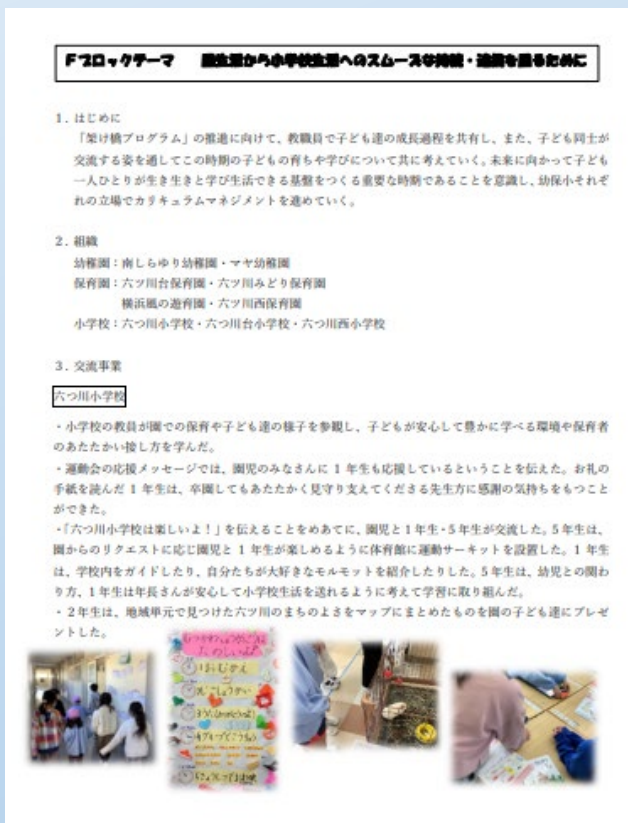 Fブロックテーマ 園生活から小学校生活へのスムーズな接続・連携を図るために
1. はじめに
「架け橋プログラム」の推進に向けて、教職員で子ども達の成長過程を共有し、また、子ども同士が
交流する姿を通してこの時期の子どもの育ちや学びについて共に考えていく。未来に向かって子ども
一人ひとりが生き生きと学び生活できる基盤をつくる重要な時期であることを意識し、幼保小それぞ
れの立場でカリキュラムマネジメントを進めていく。
2. 組織
幼稚園：南しらゆり幼稚園・マヤ幼稚園
保育園：六ツ川台保育園・六ツ川みどり保育園
横浜風の遊育園・六ツ川西保育園
小学校：六つ川小学校・六つ川台小学校・六つ川西小学校
3. 交流事業
六つ川小学校
・小学校の教員が園での保育や子ども達の様子を参観し、子どもが安心して豊かに学べる環境や保育者
のあたたかい接し方を学んだ。
・運動会の応援メッセージでは、園児のみなさんに 1 年生も応援しているということを伝えた。お礼の
手紙を読んだ 1 年生は、卒園してもあたたかく見守り支えてくださる先生方に感謝の気持ちをもつこと
ができた。
・「六つ川小学校は楽しいよ！」を伝えることをめあてに、園児と1年生・5年生が交流した。5年生は、
園からのリクエストに応じ園児と 1 年生が楽しめるように体育館に運動サーキットを設置した。1 年生
は、学校内をガイドしたり、自分たちが大好きなモルモットを紹介したりした。5年生は、幼児との関わ
り方、1年生は年長さんが安心して小学校生活を送れるように考えて学習に取り組んだ。
・2年生は、地域単元で見つけた六ツ川のまちのよさをマップにまとめたものを園の子ども達にプレゼ
ントした。
むつかわしょうがっこうは
たのしいよ